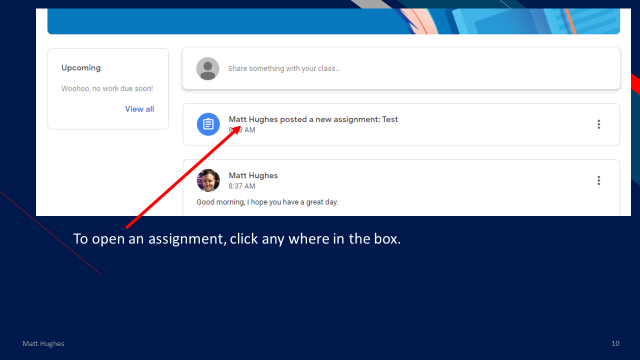 Upcoming
Woohoo, no work due soon!
View all
Share something with your class...
Matt Hughes posted a new assignment: Test
AM
Matt Hughes
8:37 AM
Good morning, I hope you have a great day.
To open an assignment, click any where in the box.
Matt Hughes
10